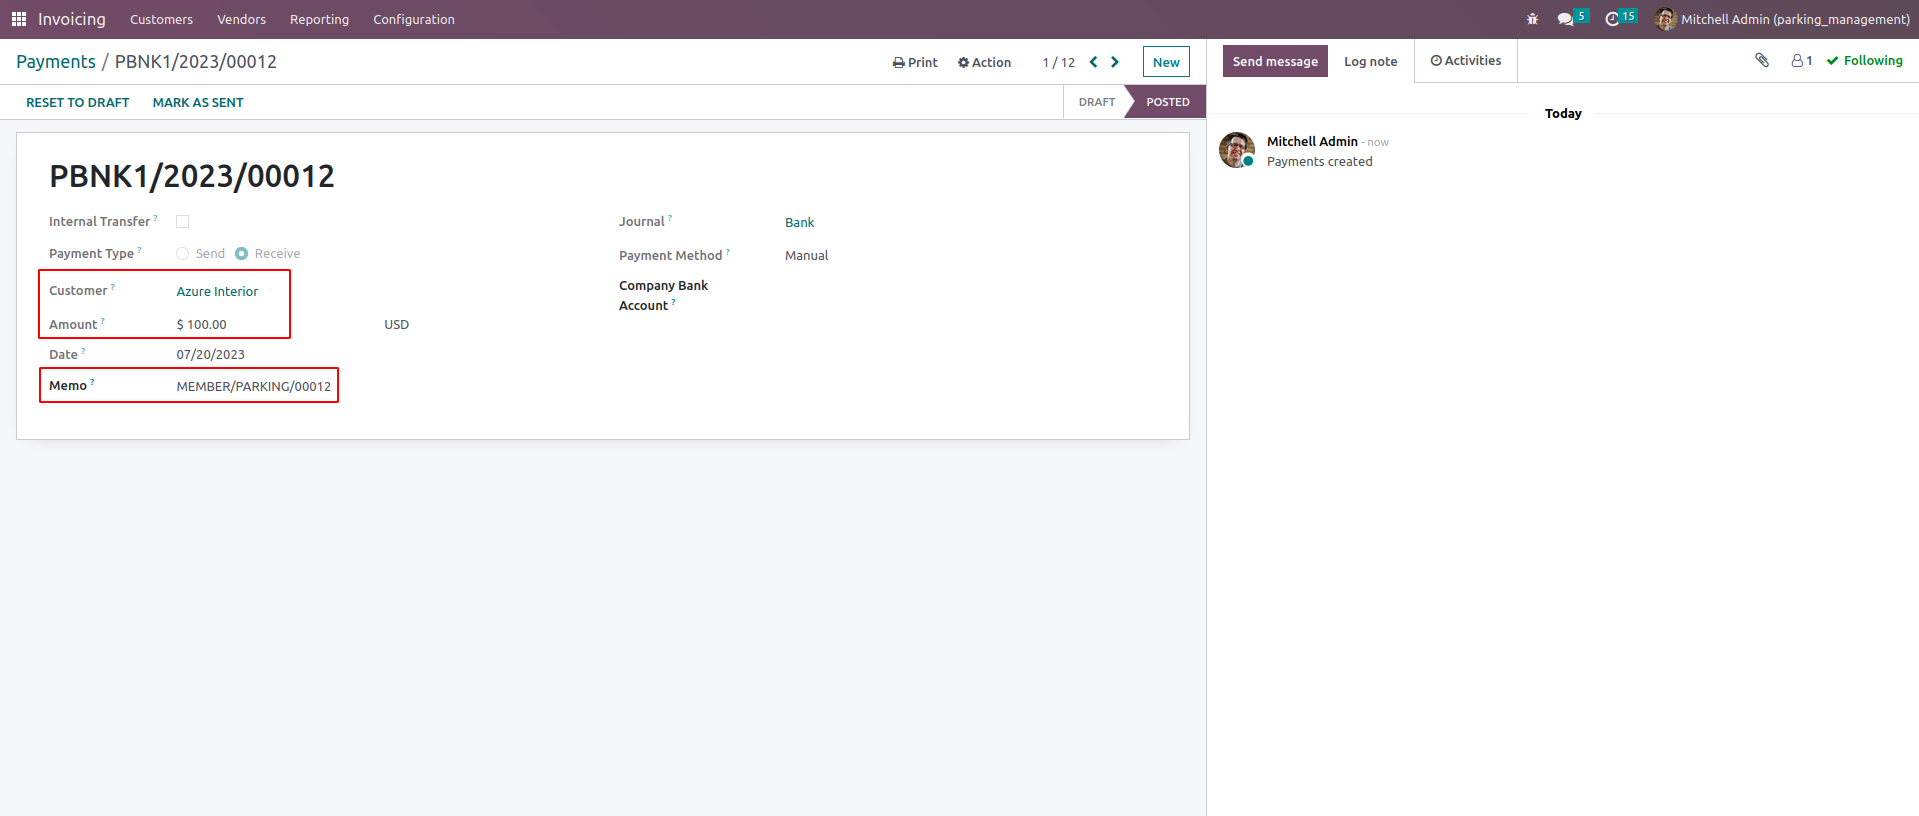 Invoicing Customers Vendors Reporting Configuration 5 15 Mitchell Admin (parking_management)
Payments / PBNK1/2023/00012 Print Action 1 / 12 New
Send message Log note Activities 1 Following
RESET TO DRAFT MARK AS SENT DRAFT POSTED
Today
PBNK1/2023/00012
Mitchell Admin - now
Payments created
Internal Transfer ? Journal ? Bank
Payment Type ? Send Receive Payment Method ? Manual
Customer ? Azure Interior Company Bank
Account ?
Amount ? $ 100.00 USD
Date ? 07/20/2023
Memo ? MEMBER/PARKING/00012